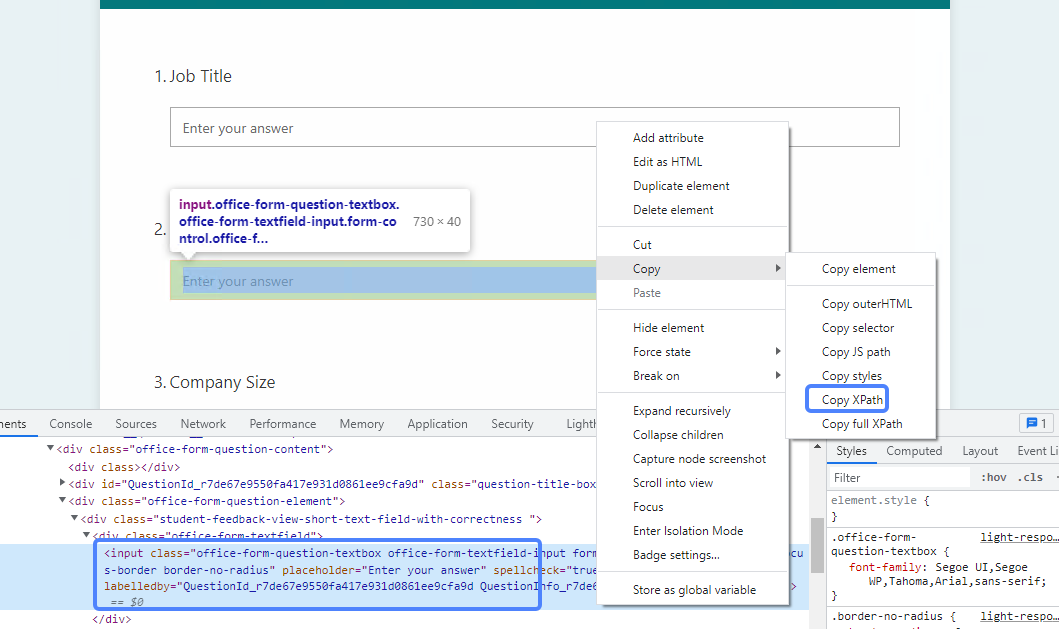 1. Job Title
Enter your answer
2.
input.office-form-question-textbox.
office-form-textfield-input.form-co
ntrol.office-f...
730 × 40
Enter your answer
3. Company Size
Add attribute
Edit as HTML
Duplicate element
Delete element
Cut
Copy
Paste
Hide element
Force state
Break on
Expand recursively
Collapse children
Capture node screenshot
Scroll into view
Focus
Enter Isolation Mode
Badge settings...
Store as global variable
Copy element
Copy outerHTML
Copy selector
Copy JS path
Copy styles
Copy XPath
Copy full XPath
ments Console Sources Network Performance Memory Application Security Lighth 1
<div class="office-form-question-content">
<div class></div>
<div id="QuestionId_r7de67e9550fa417e931d0861ee9cfa9d" class="question-title-box
<div class="office-form-question-element">
<div class="student-feedback-view-short-text-field-with-correctness ">
<div class="office-form-textfield">
<input class="office-form-question-textbox office-form-textfield-input form ocu
s-border border-no-radius" placeholder="Enter your answer" spellcheck="true
labelledby="QuestionId_r7de67e9550fa417e931d0861ee9cfa9d QuestionInfo_r7de6 >
== $0
</div>
Styles Computed Layout Event Li
Filter :hov .cls
element.style {
}
.office-form- light-respo…
question-textbox {
font-family: Segoe UI,Segoe
WP,Tahoma,Arial,sans-serif;
}
.border-no-radius { light-respo…